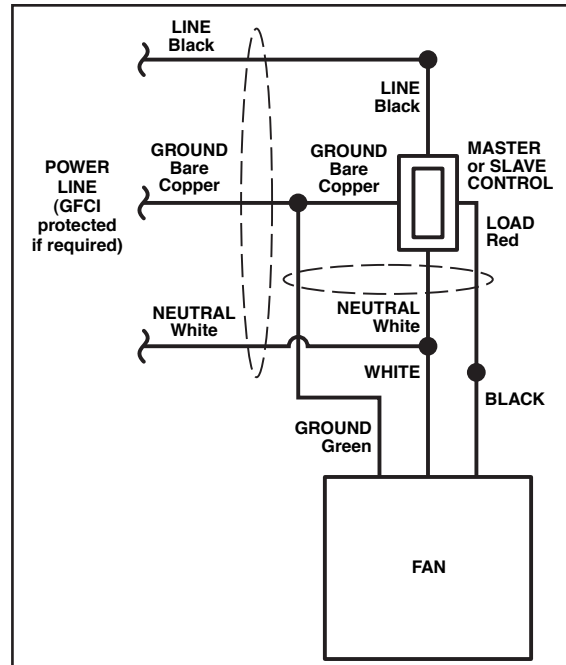 LINE
Black
LINE
Black
GROUND
Bare
Copper
GROUND
Bare
Copper
MASTER
or SLAVE
CONTROL
POWER
LINE
(GFCI
protected
if required)
LOAD
Red
NEUTRAL
White
NEUTRAL
White
WHITE
BLACK
GROUND
Green
FAN